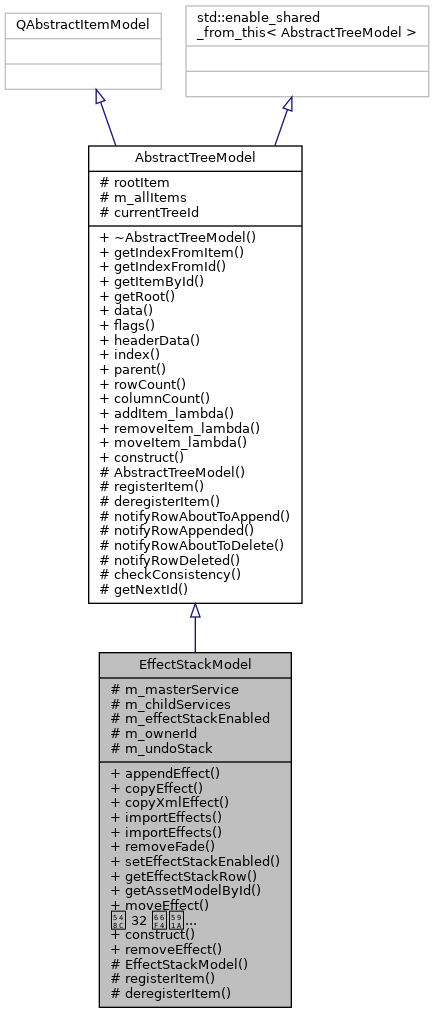 QAbstractItemModel
std::enable_shared
_from_this< AbstractTreeModel >
AbstractTreeModel
# rootItem
# m_allItems
# currentTreeId
+ ~AbstractTreeModel()
+ getIndexFromItem()
+ getIndexFromId()
+ getItemById()
+ getRoot()
+ data()
+ flags()
+ headerData()
+ index()
+ parent()
+ rowCount()
+ columnCount()
+ addItem_lambda()
+ removeItem_lambda()
+ moveItem_lambda()
+ construct()
# AbstractTreeModel()
# registerItem()
# deregisterItem()
# notifyRowAboutToAppend()
# notifyRowAppended()
# notifyRowAboutToDelete()
# notifyRowDeleted()
# checkConsistency()
# getNextId()
EffectStackModel
# m_masterService
# m_childServices
# m_effectStackEnabled
# m_ownerId
# m_undoStack
+ appendEffect()
+ copyEffect()
+ copyXmlEffect()
+ importEffects()
+ importEffects()
+ removeFade()
+ setEffectStackEnabled()
+ getEffectStackRow()
+ getAssetModelById()
+ moveEffect()
32 ...
+ construct()
+ removeEffect()
# EffectStackModel()
# registerItem()
# deregisterItem()